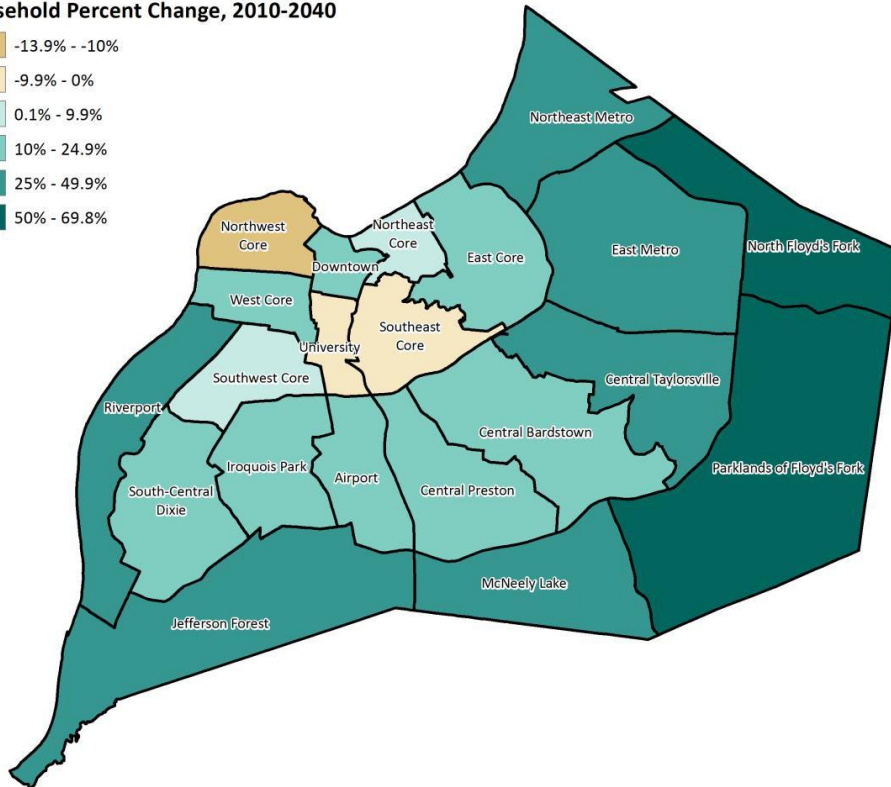 sehold Percent Change, 2010-2040
-13.9% - -10%
-9.9% - 0%
0.1% - 9.9%
10% - 24.9%
25% - 49.9%
50% - 69.8%
Northeast Metro
Northwest
Core
Northeast
Core
Downtown
East Core
East Metro
North Floyd's Fork
West Core
University
Southeast
Core
Southwest Core
Central Taylorsville
Riverport
Central Bardstown
Iroquois Park
Airport
Central Preston
Parklands of Floyd's Fork
South-Central
Dixie
McNeely Lake
Jefferson Forest